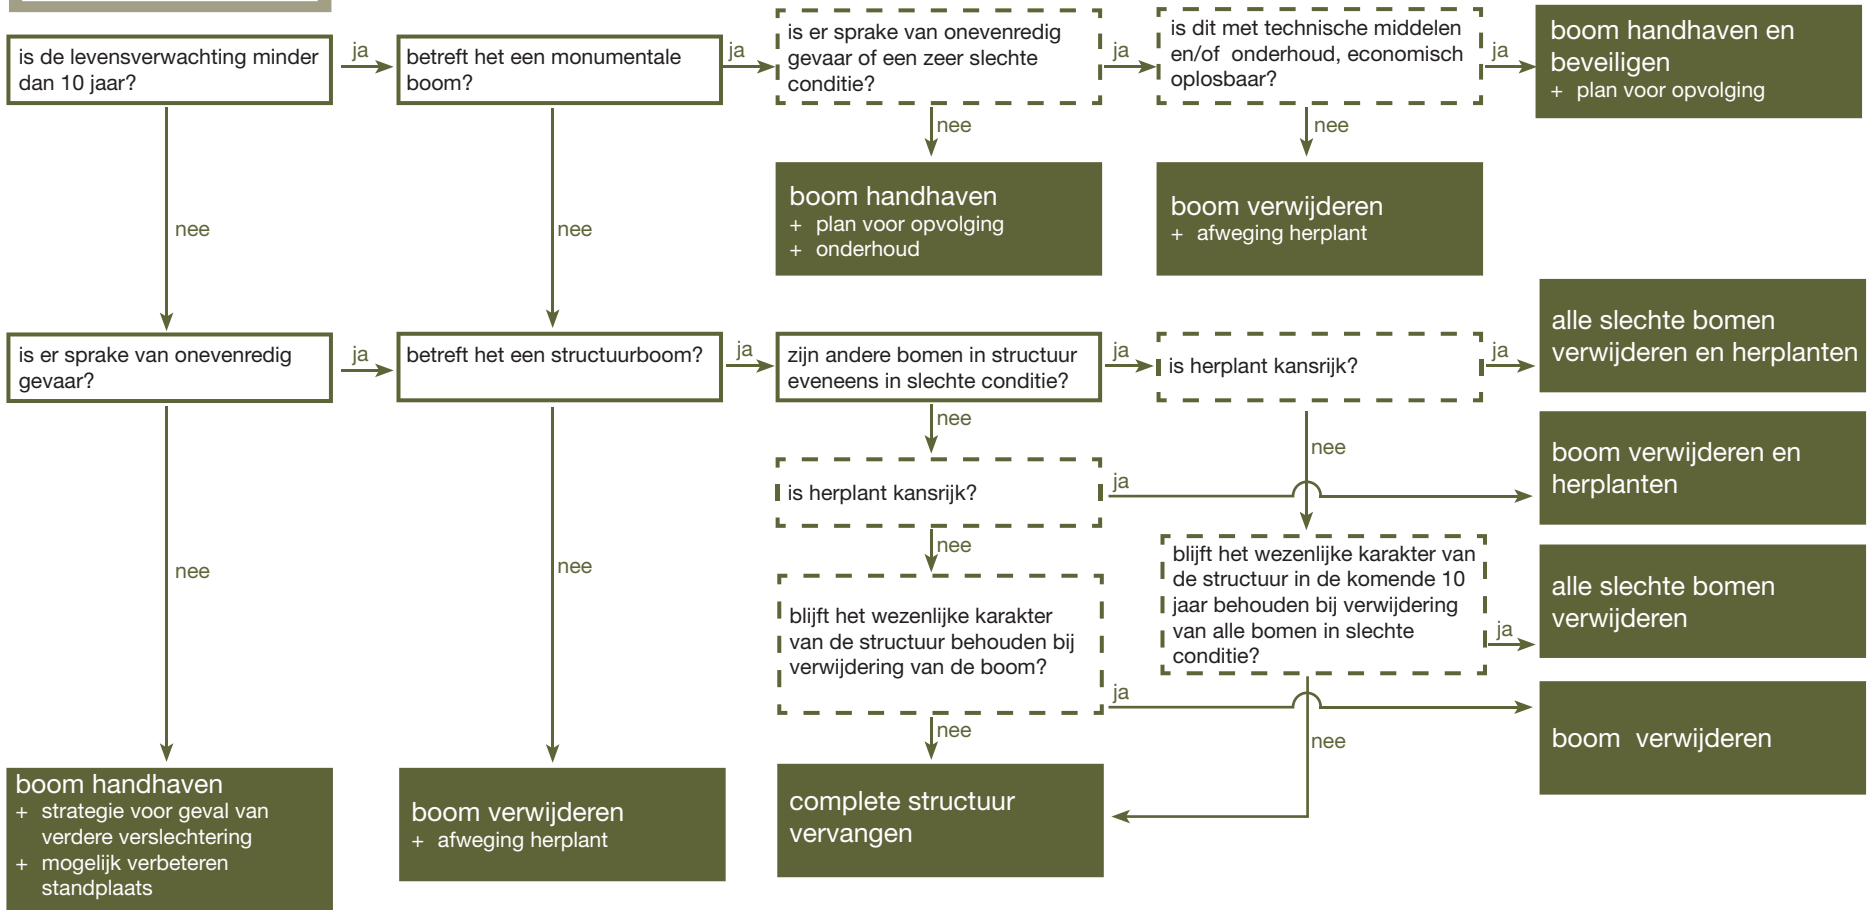 is de levensverwachting minder
dan 10 jaar?
ja
betreft het een monumentale
boom?
ja
is er sprake van onevenredig
gevaar of een zeer slechte
conditie?
ja
is dit met technische middelen
en/of onderhoud, economisch
oplosbaar?
ja
boom handhaven en
beveiligen
+ plan voor opvolging
nee
nee
nee
nee
boom handhaven
+ plan voor opvolging
+ onderhoud
boom verwijderen
+ afweging herplant
is er sprake van onevenredig
gevaar?
ja
betreft het een structuurboom?
ja
zijn andere bomen in structuur
eveneens in slechte conditie?
ja
is herplant kansrijk?
ja
alle slechte bomen
verwijderen en herplanten
nee
nee
nee
nee
is herplant kansrijk?
ja
boom verwijderen en
herplanten
nee
blijft het wezenlijke karakter
van de structuur behouden bij
verwijdering van de boom?
ja
blijft het wezenlijke karakter van
de structuur in de komende 10
jaar behouden bij verwijdering
van alle bomen in slechte
conditie?
ja
alle slechte bomen
verwijderen
boom verwijderen
nee
nee
boom handhaven
+ strategie voor geval van
verdere verslechtering
+ mogelijk verbeteren
standplaats
boom verwijderen
+ afweging herplant
complete structuur
vervangen